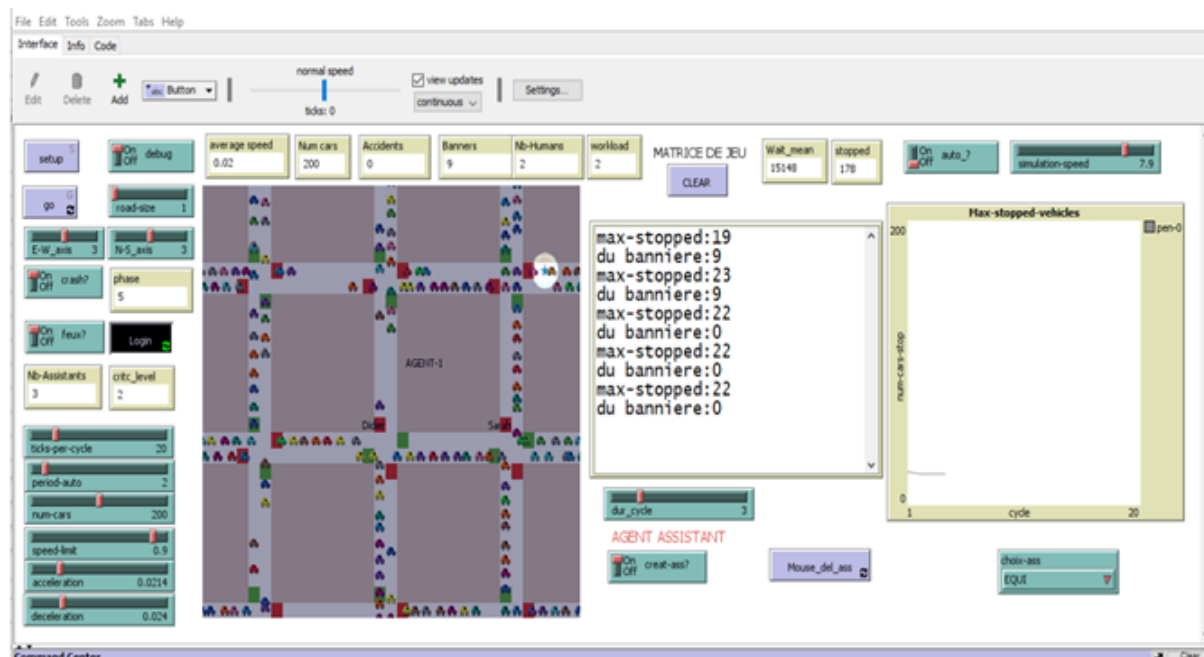 File Edit Tools Zoom Tabs Help
Interface Info Code
Edit Delete Add abc Button normal speed ticks: 0 view updates continuous Settings...
setup S
On Off debug
average speed 0.02
Num cars 200
Accidents 0
Banners 9
Nb-Humans 2
workload 2
MATRICE DE JEU
CLEAR
Wait_mean 15148
stopped 178
On Off auto_?
simulation-speed 7.9
go G
road-size 1
E-W_axis 3
N-S_axis 3
On Off crash?
phase 5
On Off feux?
Login
Nb-Assistants 3
critc_level 2
ticks-per-cycle 20
period-auto 2
num-cars 200
speed-limit 0.9
acceleration 0.0214
deceleration 0.024
AGENT-1
Didier
max-stopped:19
du banniere:9
max-stopped:23
du banniere:9
max-stopped:22
du banniere:0
max-stopped:22
du banniere:0
max-stopped:22
du banniere:0
Max-stopped-vehicles
pen-0
200
num-cars-stop
0
1 cycle 20
dur_cycle 3
AGENT ASSISTANT
On Off creat-ass?
Mouse_del_ass
choix-ass
EQUI
Command Center
Clear